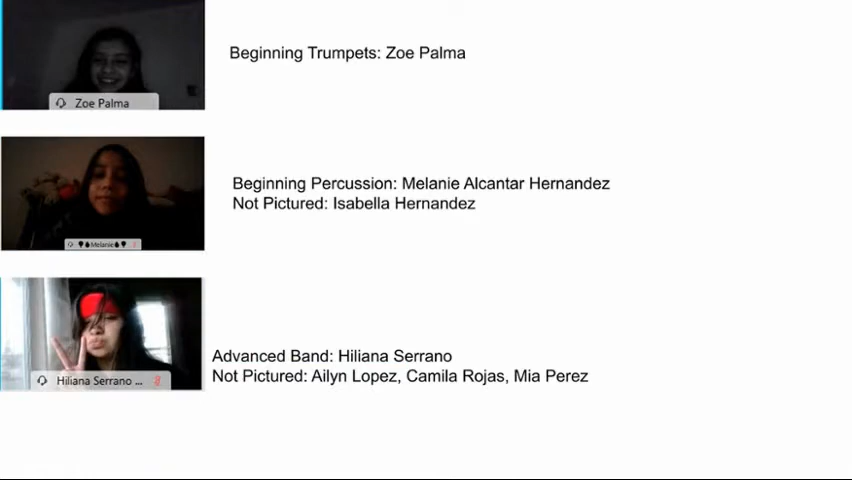 Beginning Trumpets: Zoe Palma
Zoe Palma
Beginning Percussion: Melanie Alcantar Hernandez
Not Pictured: Isabella Hernandez
Melanie
Advanced Band: Hiliana Serrano
Not Pictured: Ailyn Lopez, Camila Rojas, Mia Perez
Hiliana Serrano ...